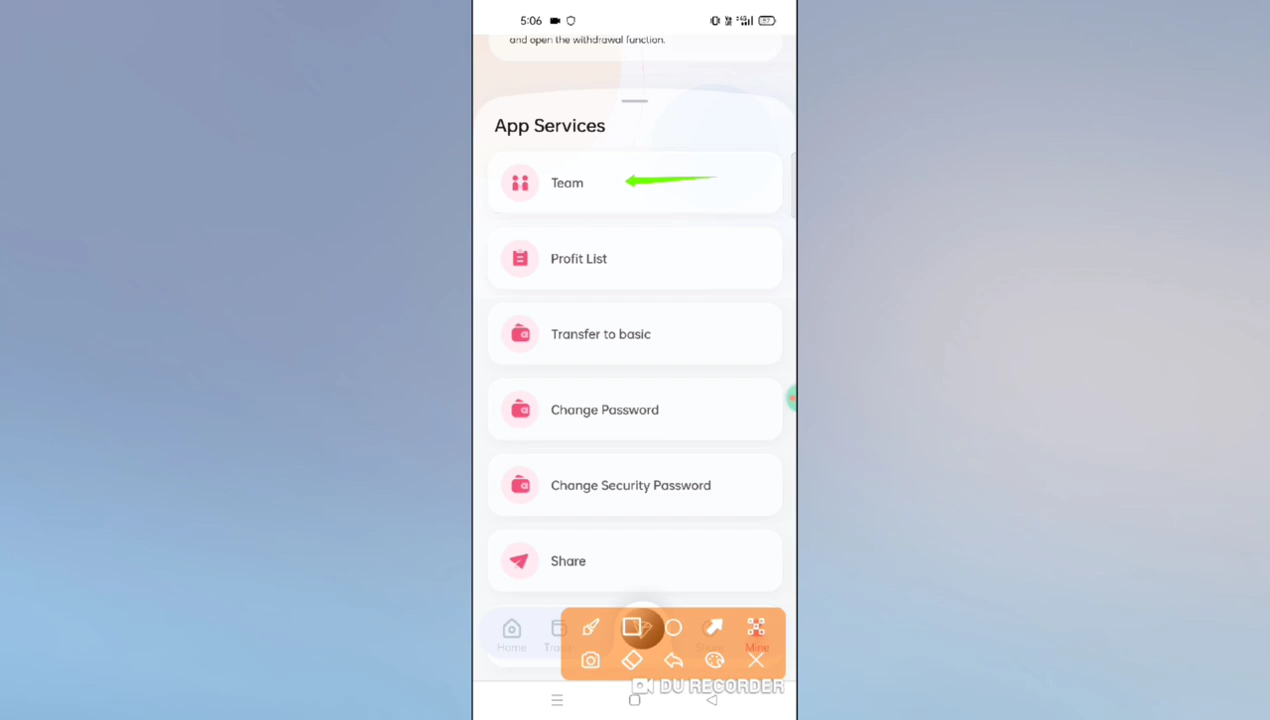 5:06
and open the withdrawal function.
App Services
Team
Profit List
Transfer to basic
Change Password
Change Security Password
Share
Home
Share
Mine
DU RECORDER